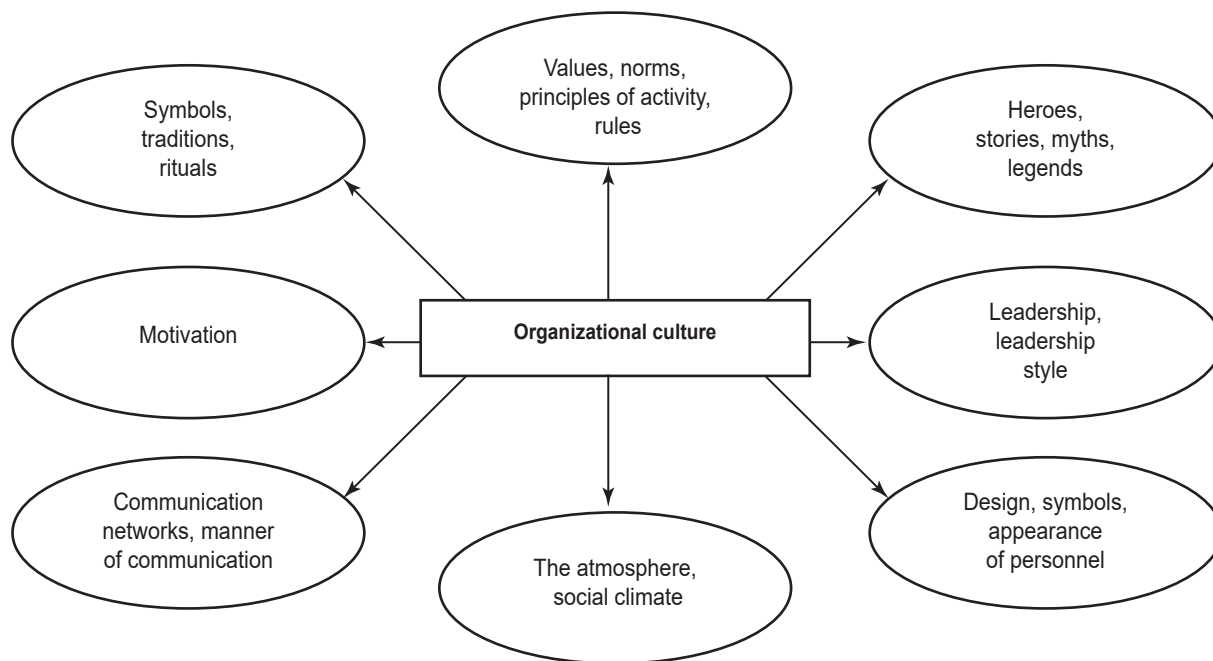 Values, norms,
principles of activity,
rules
Symbols,
traditions,
rituals
Heroes,
stories, myths,
legends
Motivation
Organizational culture
Leadership,
leadership
style
Communication
networks, manner
of communication
The atmosphere,
social climate
Design, symbols,
appearance
of personnel